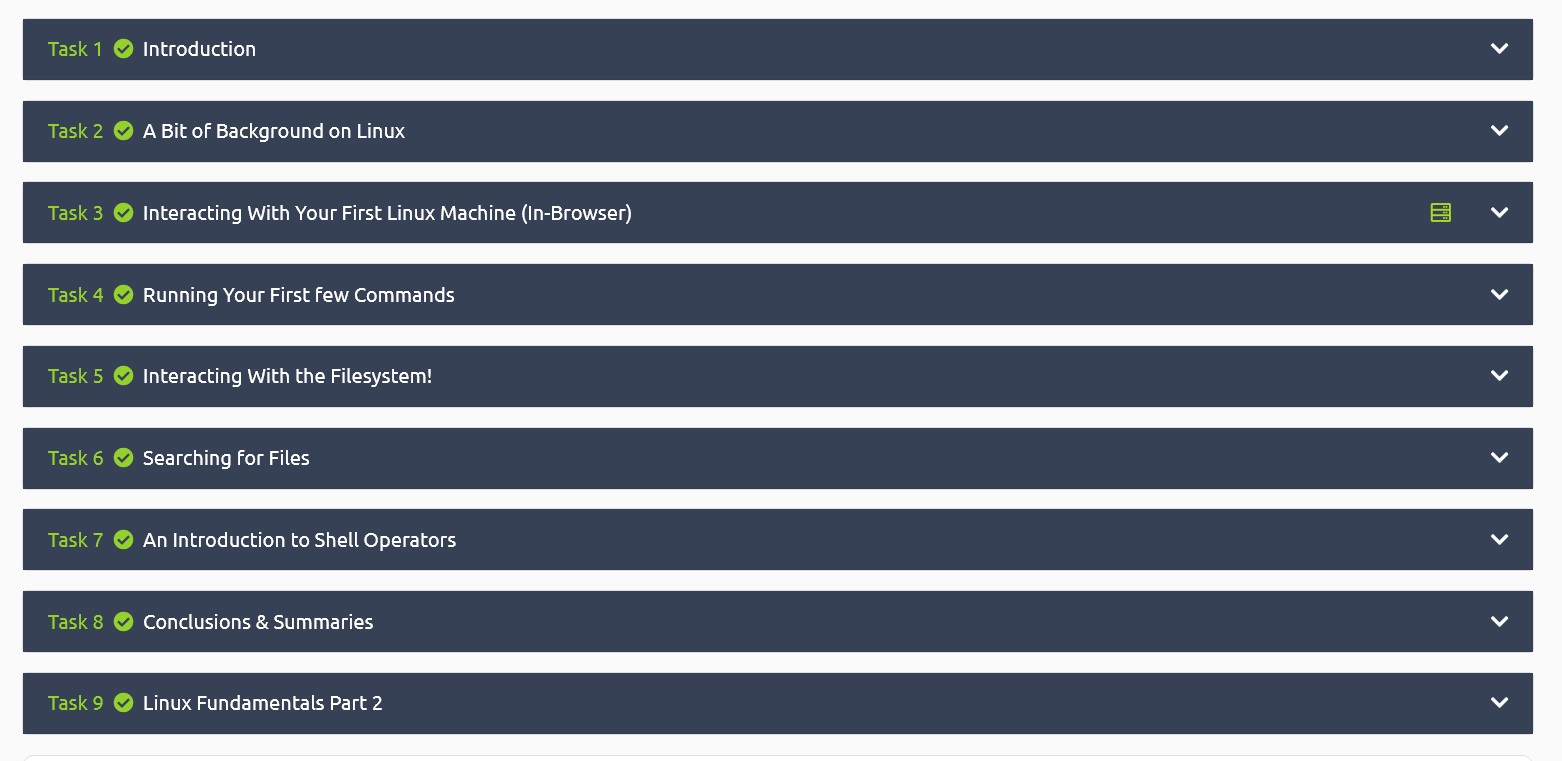 Task 1 Introduction
Task 2 A Bit of Background on Linux
Task 3 Interacting With Your First Linux Machine (In-Browser)
Task 4 Running Your First few Commands
Task 5 Interacting With the Filesystem!
Task 6 Searching for Files
Task 7 An Introduction to Shell Operators
Task 8 Conclusions & Summaries
Task 9 Linux Fundamentals Part 2